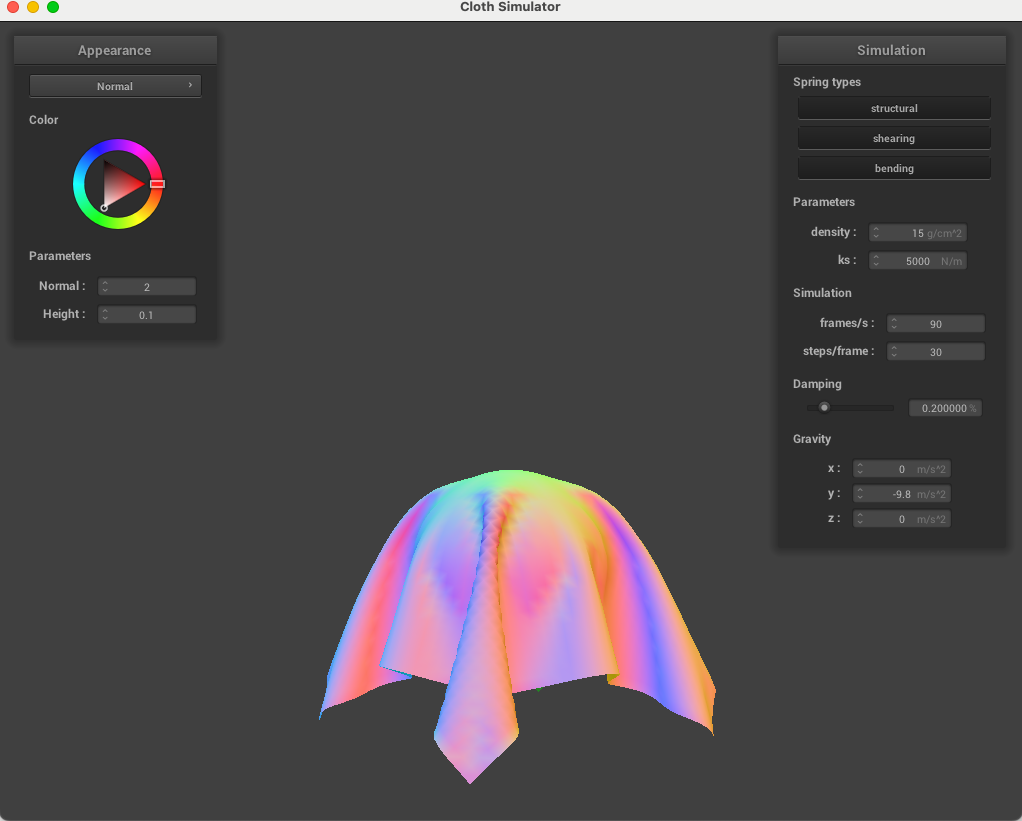 Cloth Simulator
Appearance
Normal ›
Color
Parameters
Normal : 2
Height : 0.1
Simulation
Spring types
structural
shearing
bending
Parameters
density : 15 g/cm^2
ks : 5000 N/m
Simulation
frames/s : 90
steps/frame : 30
Damping
0.200000 %
Gravity
x : 0 m/s^2
y : -9.8 m/s^2
z : 0 m/s^2